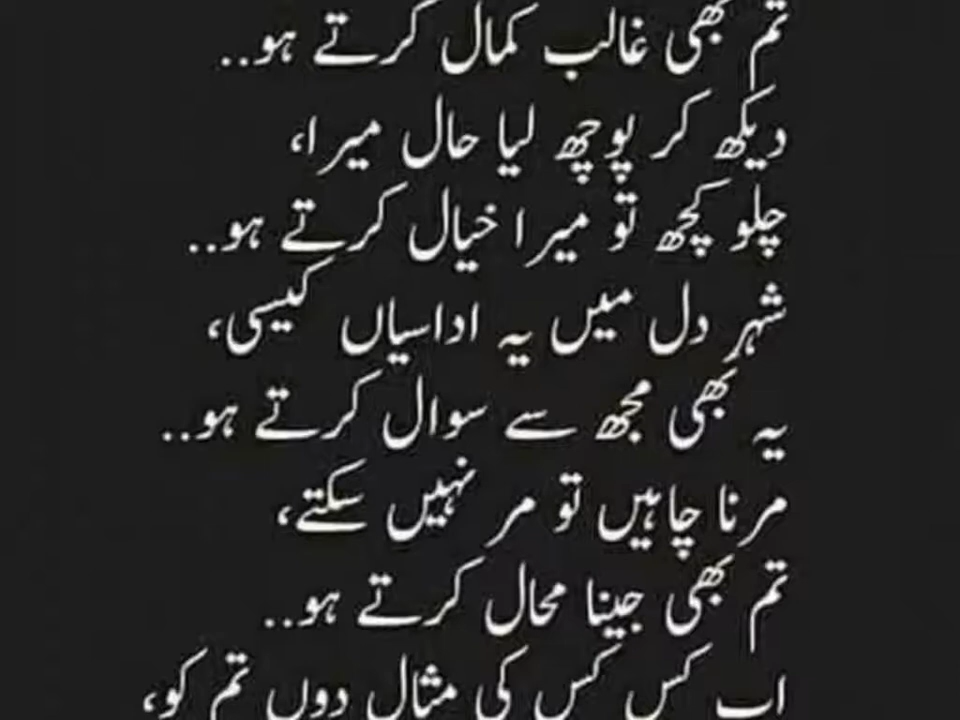 تم بھی غالب کمال کرتے ہو..
دیکھ کر پوچھ لیا حال میرا،
چلو کچھ تو میرا خیال کرتے ہو..
شہر دل میں یہ اداسیاں کیسی،
یہ بھی مجھ سے سوال کرتے ہو..
مرنا چاہیں تو مر نہیں سکتے،
تم بھی جینا محال کرتے ہو..
اب کس کس کی مثال دوں تم کو،